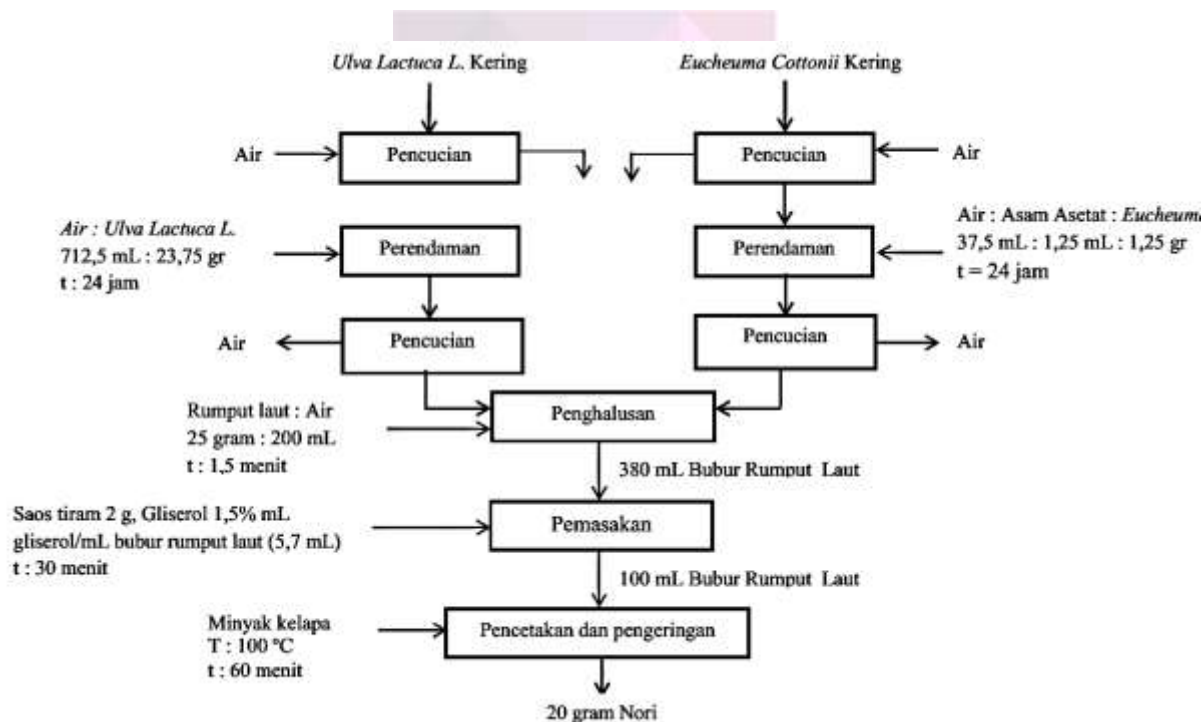 Ulva Lactuca L. Kering
Eucheuma Cottonii Kering
Air
Pencucian
Pencucian
Air
Air : Ulva Lactuca L.
712,5 mL : 23,75 gr
t : 24 jam
Perendaman
Perendaman
Air : Asam Asetat : Eucheuma
37,5 mL : 1,25 mL : 1,25 gr
t = 24 jam
Air
Pencucian
Pencucian
Air
Rumput laut : Air
25 gram : 200 mL
t : 1,5 menit
Penghalusan
380 mL Bubur Rumput Laut
Saos tiram 2 g, Gliserol 1,5% mL
gliserol/mL bubur rumput laut (5,7 mL)
t : 30 menit
Pemasakan
100 mL Bubur Rumput Laut
Minyak kelapa
T : 100 °C
t : 60 menit
Pencetakan dan pengeringan
20 gram Nori